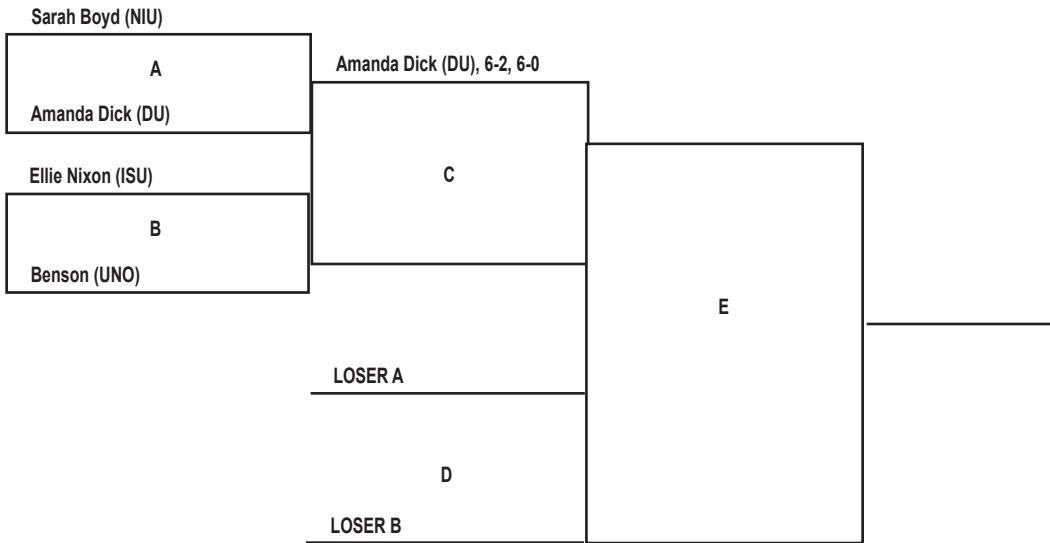 Sarah Boyd (NIU)
A
Amanda Dick (DU), 6-2, 6-0
Amanda Dick (DU)
Ellie Nixon (ISU)
C
B
Benson (UNO)
E
LOSER A
D
LOSER B